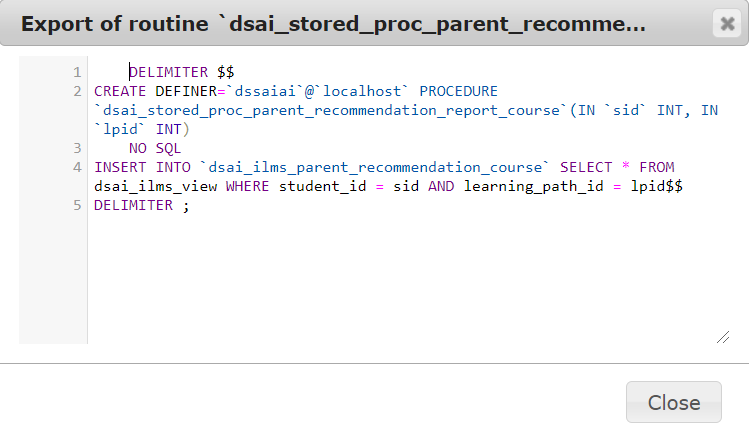 Export of routine `dsai_stored_proc_parent_recomme...
1 DELIMITER $$
2 CREATE DEFINER=`dssaiai`@`localhost` PROCEDURE
`dsai_stored_proc_parent_recommendation_report_course`(IN `sid` INT, IN
`lpid` INT)
3 NO SQL
4 INSERT INTO `dsai_ilms_parent_recommendation_course` SELECT * FROM
dsai_ilms_view WHERE student_id = sid AND learning_path_id = lpid$$
5 DELIMITER ;
Close